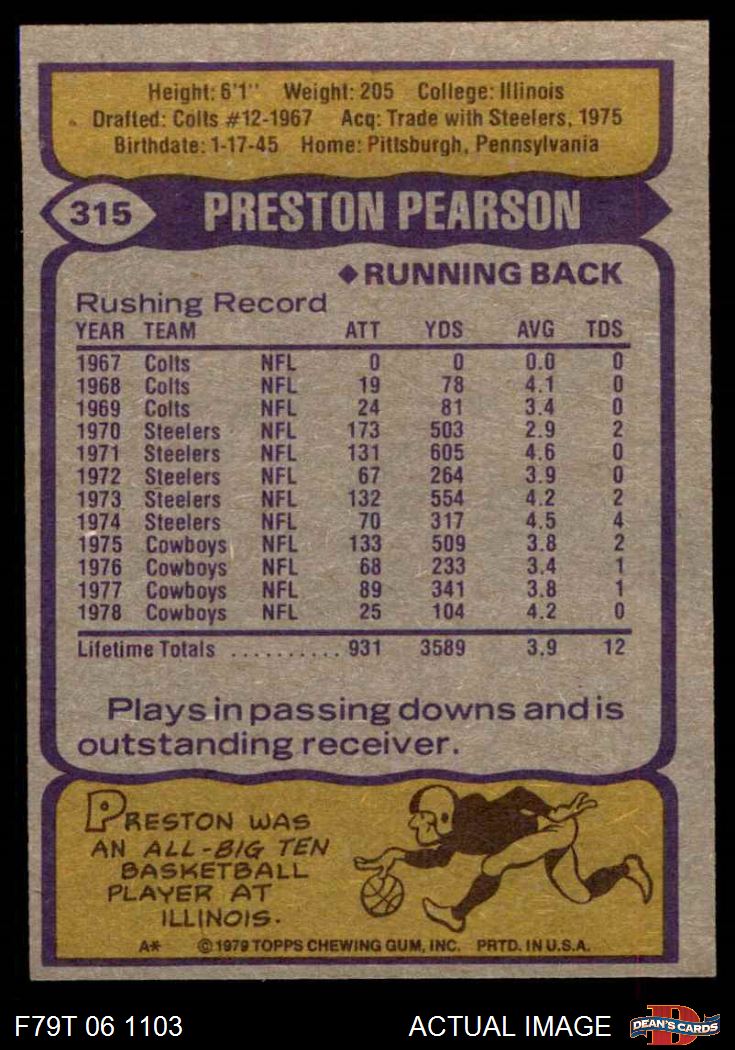 Height: 6'1" Weight: 205 College: Illinois
Drafted: Colts #12-1967 Acq: Trade with Steelers, 1975
Birthdate: 1-17-45 Home: Pittsburgh, Pennsylvania
315 PRESTON PEARSON
◆RUNNING BACK
Rushing Record
YEAR TEAM ATT YDS AVG TDS
1967 Colts NFL 0 0 0.0 0
1968 Colts NFL 19 78 4.1 0
1969 Colts NFL 24 81 3.4 0
1970 Steelers NFL 173 503 2.9 2
1971 Steelers NFL 131 605 4.6 0
1972 Steelers NFL 67 264 3.9 0
1973 Steelers NFL 132 554 4.2 2
1974 Steelers NFL 70 317 4.5 4
1975 Cowboys NFL 133 509 3.8 2
1976 Cowboys NFL 68 233 3.4 1
1977 Cowboys NFL 89 341 3.8 1
1978 Cowboys NFL 25 104 4.2 0
Lifetime Totals .......... 931 3589 3.9 12
Plays in passing downs and is
outstanding receiver.
PRESTON WAS
AN ALL-BIG TEN
BASKETBALL
PLAYER AT
ILLINOIS.
A* ©1979 TOPPS CHEWING GUM, INC. PRTD. IN U.S.A.
F79T 06 1103 ACTUAL IMAGE D DEAN'S CARDS